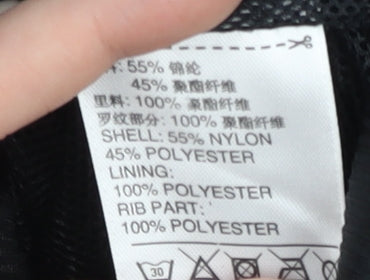 料: 55% 锦纶
45% 聚酯纤维
里料: 100% 聚酯纤维
罗纹部分: 100% 聚酯纤维
SHELL: 55% NYLON
45% POLYESTER
LINING:
100% POLYESTER
RIB PART:
100% POLYESTER
30